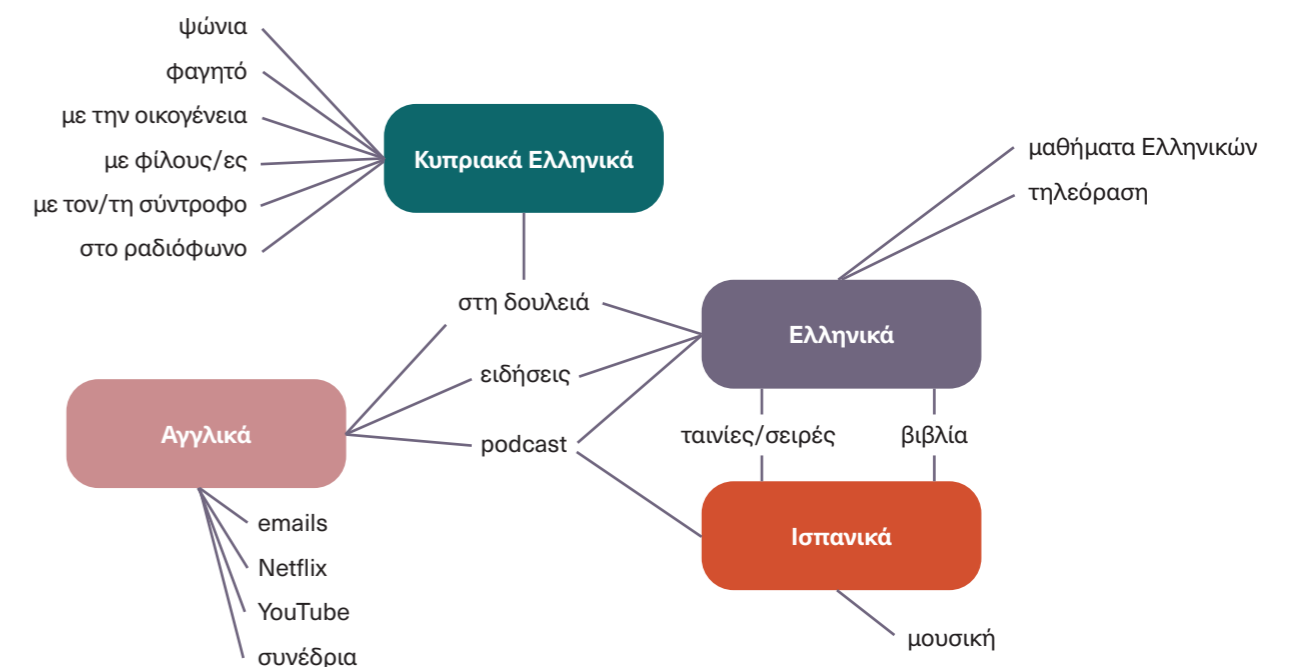 ψώνια
φαγητό
με την οικογένεια
με φίλους/ες
με τον/τη σύντροφο
στο ραδιόφωνο
Κυπριακά Ελληνικά
μαθήματα Ελληνικών
τηλεόραση
στη δουλειά
Ελληνικά
ειδήσεις
Αγγλικά
podcast
ταινίες/σειρές
βιβλία
emails
Netflix
YouTube
συνέδρια
Ισπανικά
μουσική